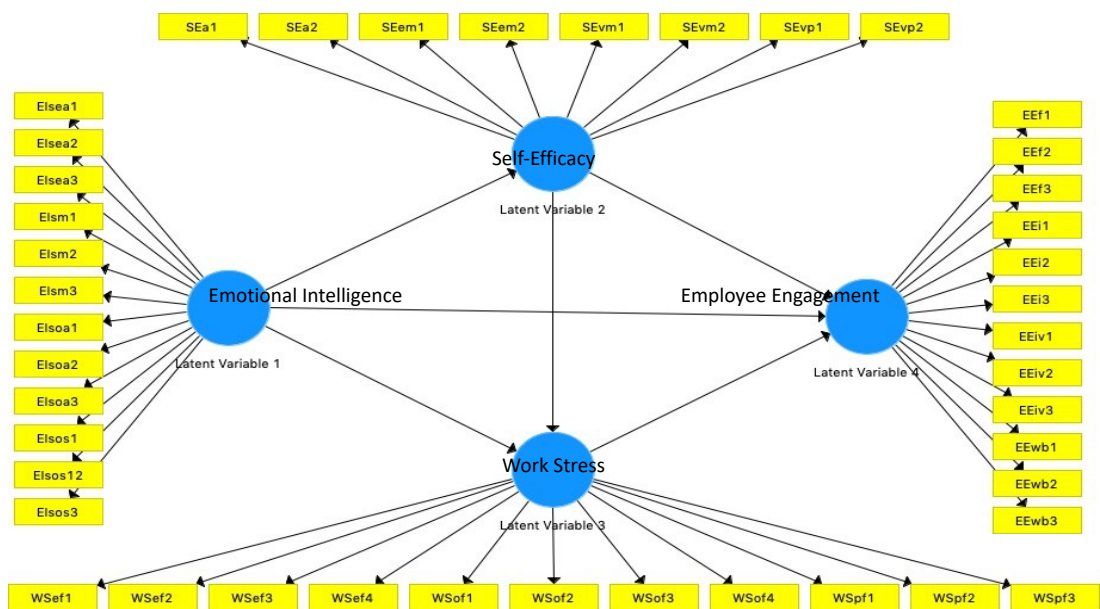 SEa1
SEa2
SEem1
SEem2
SEvm1
SEvm2
SEvp1
SEvp2
EIsea1
EIsea2
EIsea3
EIsm1
EIsm2
EIsm3
EIsoa1
EIsoa2
EIsoa3
EIsos1
EIsos12
EIsos3
Self-Efficacy
Latent Variable 2
Emotional Intelligence
Latent Variable 1
Employee Engagement
Latent Variable 4
Work Stress
Latent Variable 3
EEf1
EEf2
EEf3
EEi1
EEi2
EEi3
EEiv1
EEiv2
EEiv3
EEwb1
EEwb2
EEwb3
WSef1
WSef2
WSef3
WSef4
WSof1
WSof2
WSof3
WSof4
WSpf1
WSpf2
WSpf3